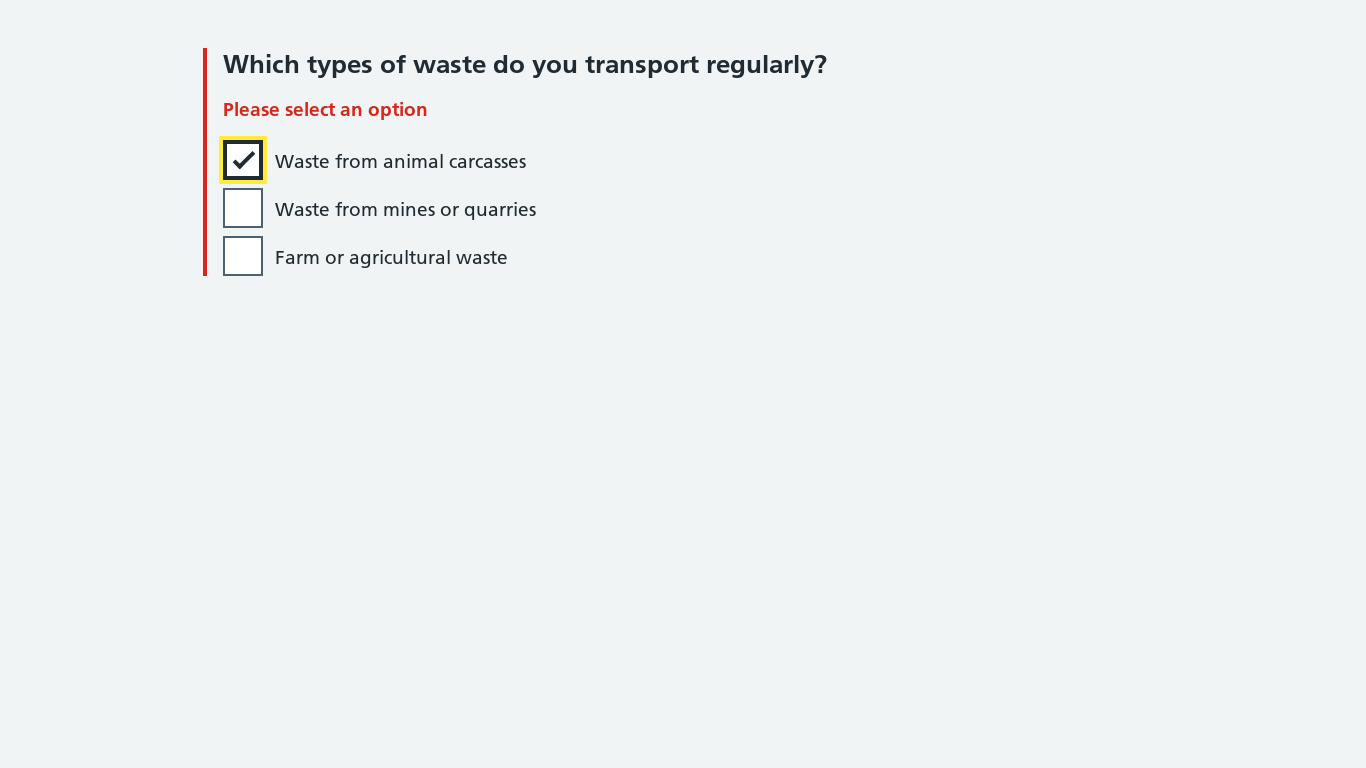 Which types of waste do you transport regularly?
Please select an option
Waste from animal carcasses
Waste from mines or quarries
Farm or agricultural waste